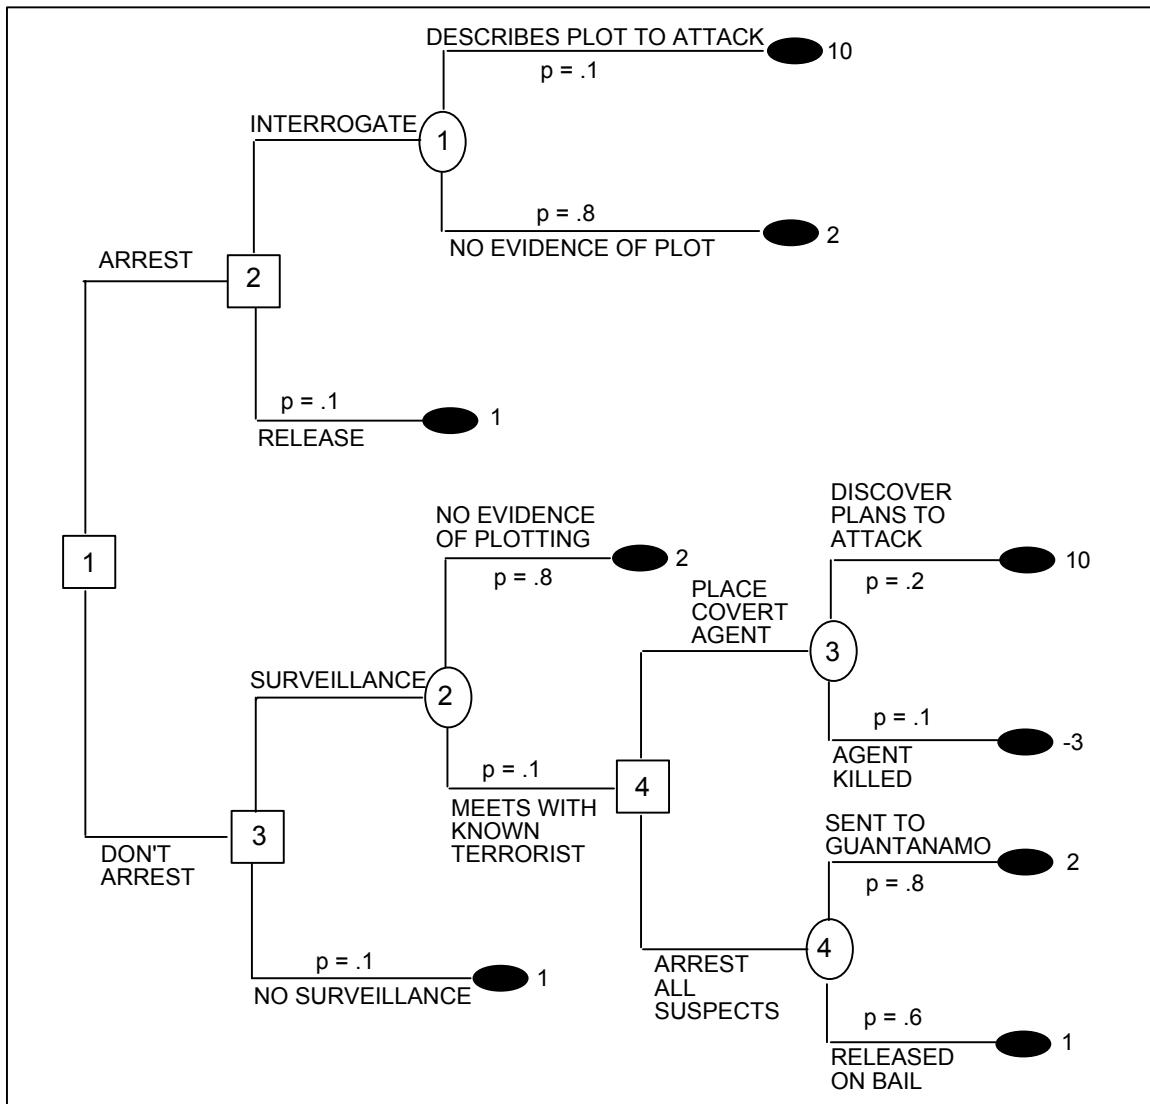 DESCRIBES PLOT TO ATTACK
10
p = .1
INTERROGATE
1
p = .8
2
NO EVIDENCE OF PLOT
ARREST
2
p = .1
1
RELEASE
1
DON'T
ARREST
3
SURVEILLANCE
2
NO EVIDENCE
OF PLOTTING
2
p = .8
p = .1
MEETS WITH
KNOWN
TERRORIST
p = .1
1
NO SURVEILLANCE
4
PLACE
COVERT
AGENT
3
DISCOVER
PLANS TO
ATTACK
10
p = .2
p = .1
-3
AGENT
KILLED
ARREST
ALL
SUSPECTS
4
SENT TO
GUANTANAMO
2
p = .8
p = .6
1
RELEASED
ON BAIL